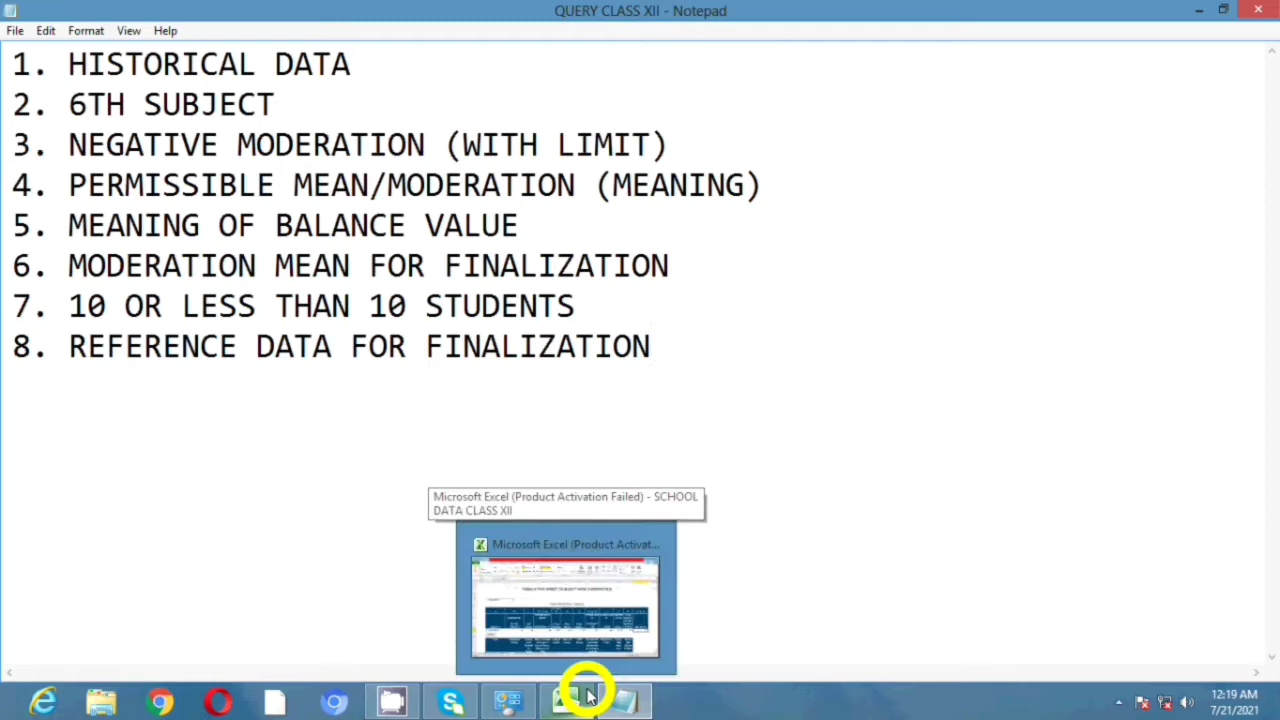 QUERY CLASS XII - Notepad
File Edit Format View Help
1. HISTORICAL DATA
2. 6TH SUBJECT
3. NEGATIVE MODERATION (WITH LIMIT)
4. PERMISSIBLE MEAN/MODERATION (MEANING)
5. MEANING OF BALANCE VALUE
6. MODERATION MEAN FOR FINALIZATION
7. 10 OR LESS THAN 10 STUDENTS
8. REFERENCE DATA FOR FINALIZATION
Microsoft Excel (Product Activation Failed) - SCHOOL
DATA CLASS XII
Microsoft Excel (Product Activat...
12:19 AM
7/21/2021